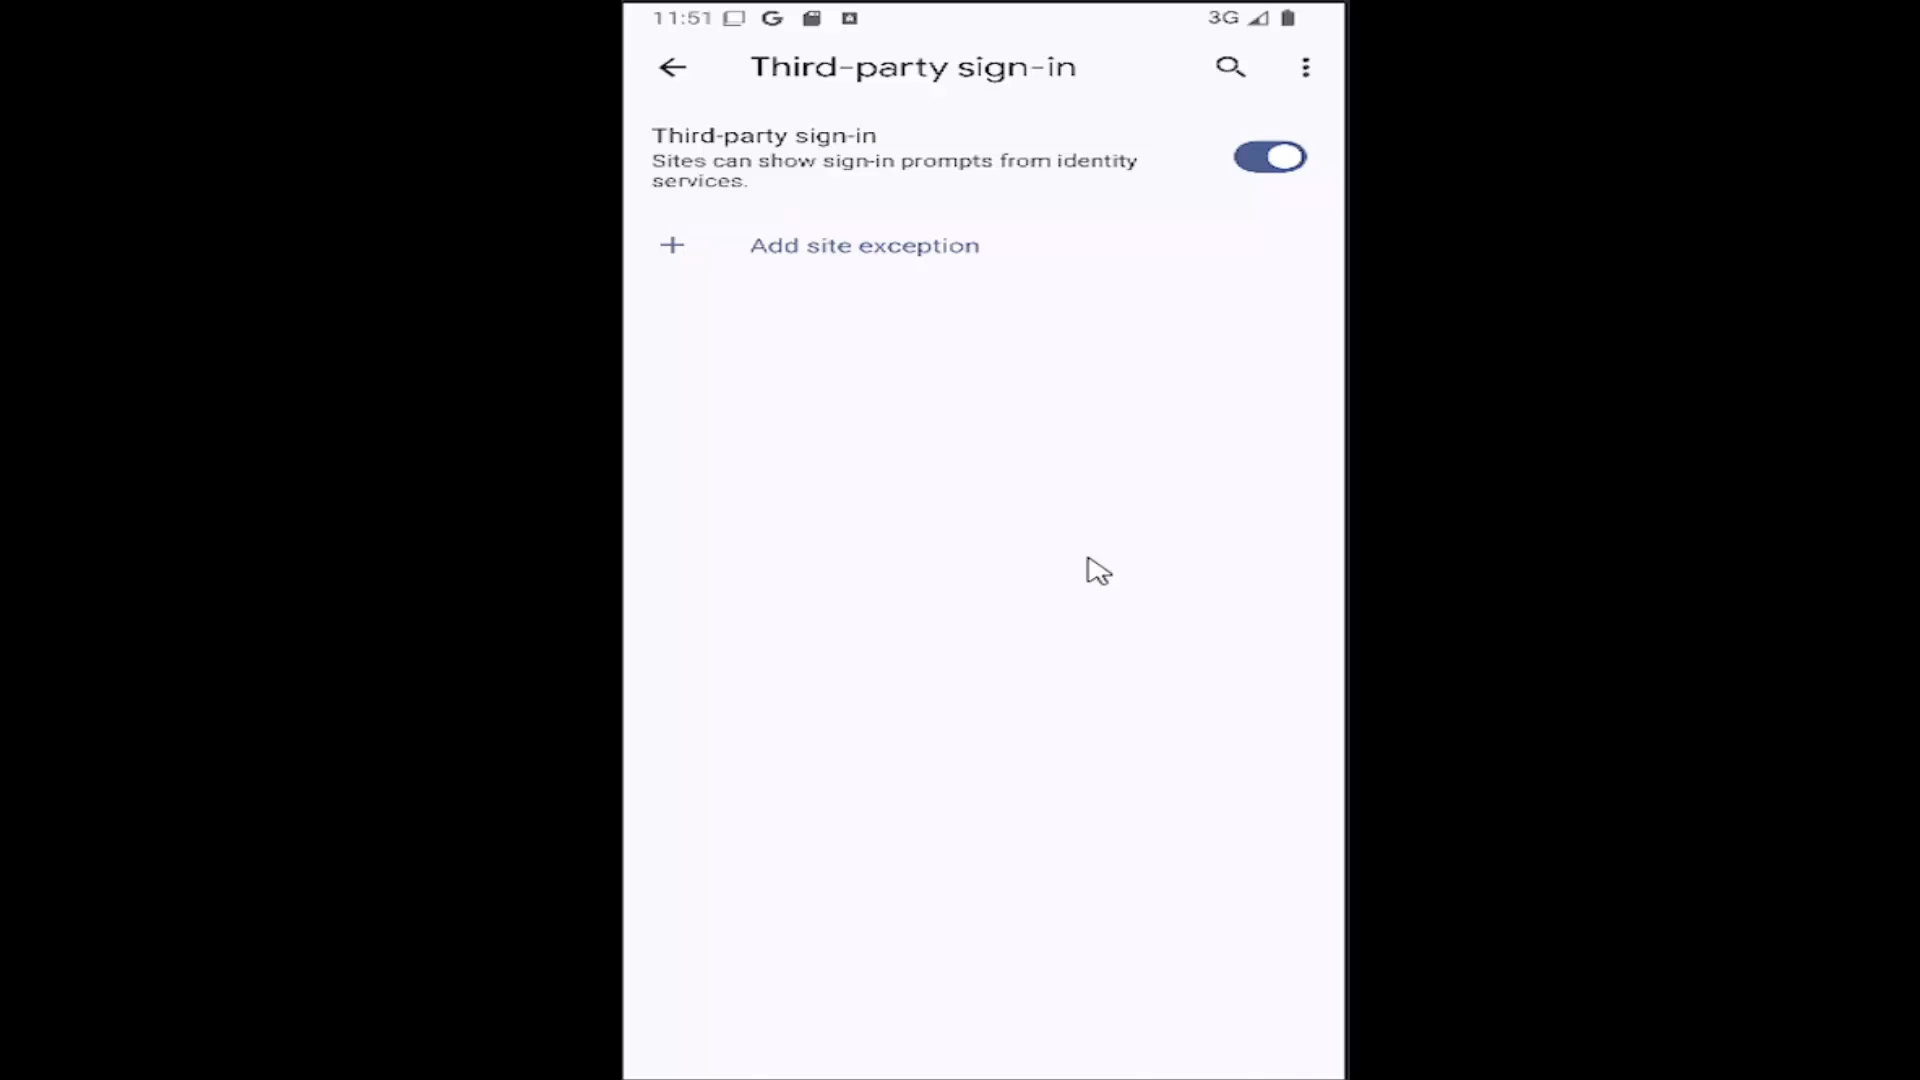 11:51 G 3G
Third-party sign-in
Third-party sign-in
Sites can show sign-in prompts from identity
services.
Add site exception